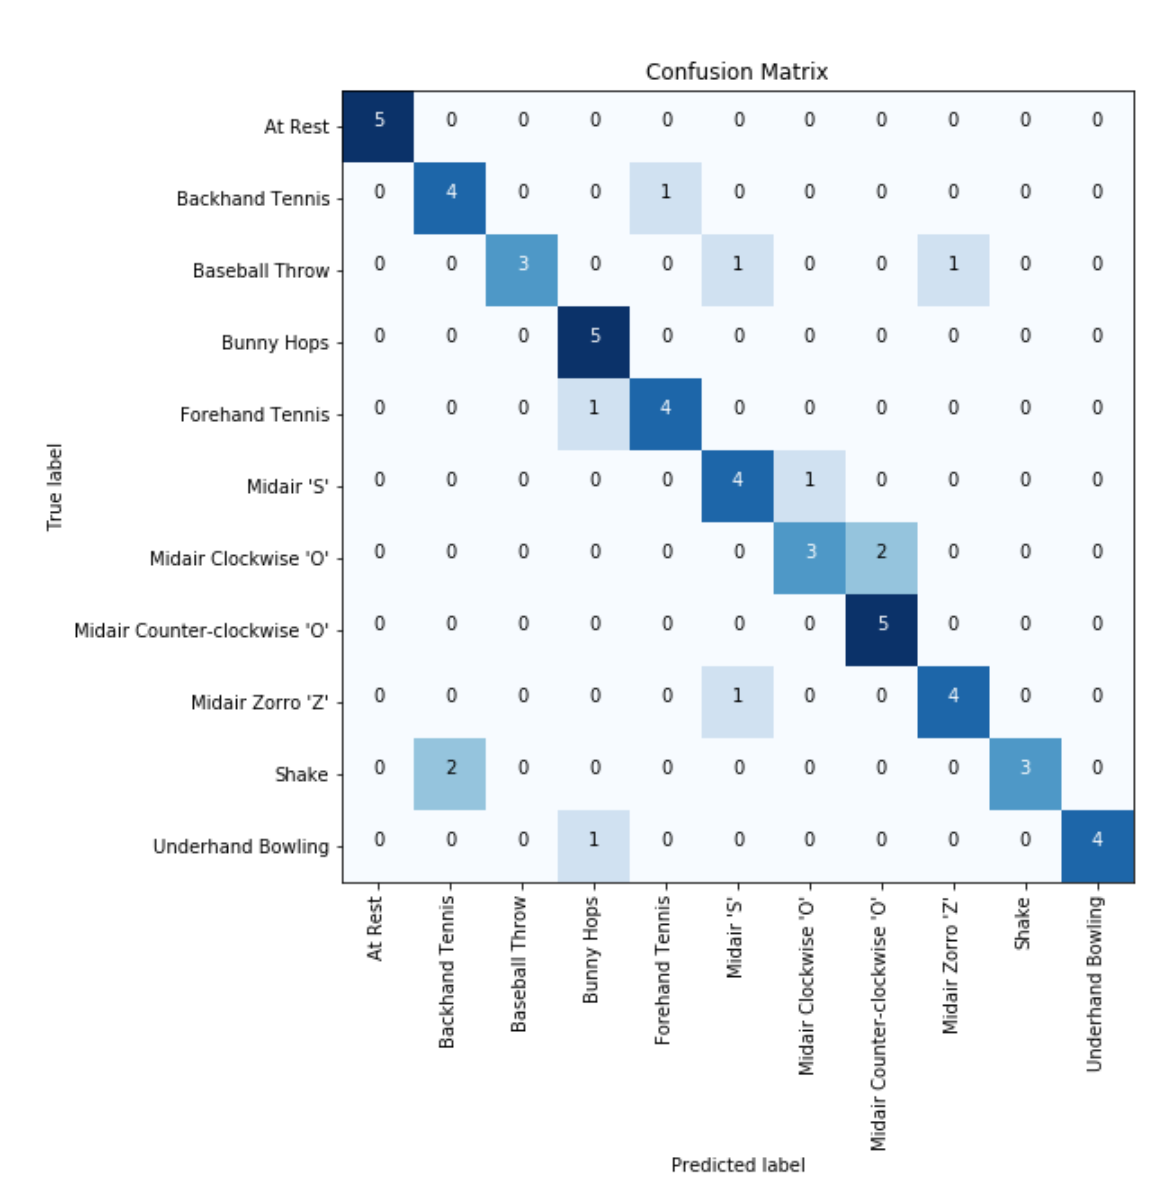 Confusion Matrix
At Rest 5 0 0 0 0 0 0 0 0 0 0
Backhand Tennis 0 4 0 0 1 0 0 0 0 0 0
Baseball Throw 0 0 3 0 0 1 0 0 1 0 0
Bunny Hops 0 0 0 5 0 0 0 0 0 0 0
Forehand Tennis 0 0 0 1 4 0 0 0 0 0 0
Midair 'S' 0 0 0 0 0 4 1 0 0 0 0
Midair Clockwise 'O' 0 0 0 0 0 0 3 2 0 0 0
Midair Counter-clockwise 'O' 0 0 0 0 0 0 0 5 0 0 0
Midair Zorro 'Z' 0 0 0 0 0 1 0 0 4 0 0
Shake 0 2 0 0 0 0 0 0 0 3 0
Underhand Bowling 0 0 0 1 0 0 0 0 0 0 4
True label
At Rest
Backhand Tennis
Baseball Throw
Bunny Hops
Forehand Tennis
Midair 'S'
Midair Clockwise 'O'
Midair Counter-clockwise 'O'
Midair Zorro 'Z'
Shake
Underhand Bowling
Predicted label